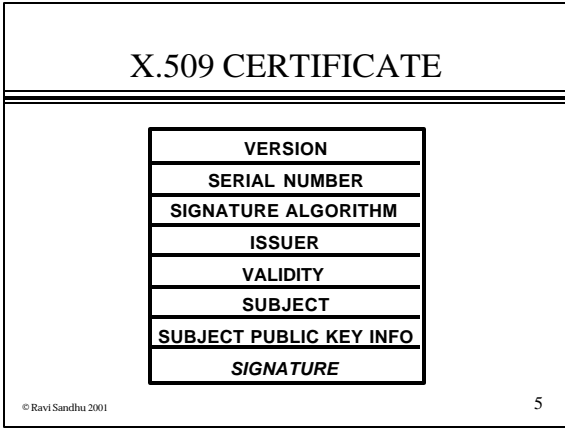 X.509 CERTIFICATE
VERSION
SERIAL NUMBER
SIGNATURE ALGORITHM
ISSUER
VALIDITY
SUBJECT
SUBJECT PUBLIC KEY INFO
SIGNATURE
© Ravi Sandhu 2001
5